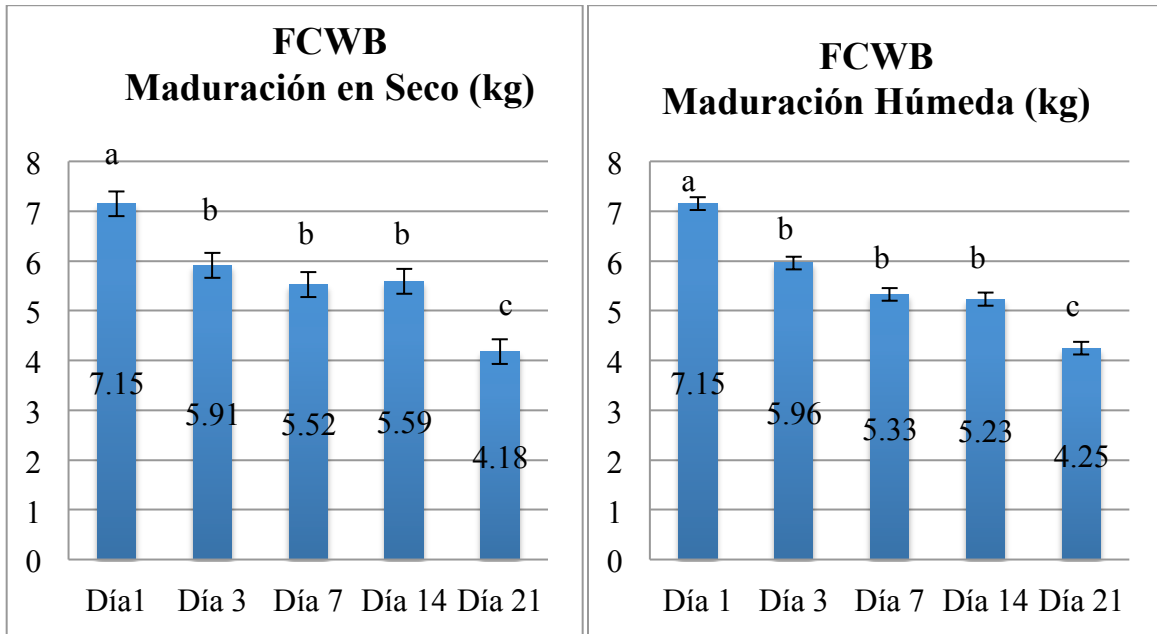 FCWB
Maduración en Seco (kg)
8
7
6
5
4
3
2
1
0
a
b
b
b
c
7.15
5.91
5.52
5.59
4.18
Día1 Día 3 Día 7 Día 14 Día 21
FCWB
Maduración Húmeda (kg)
8
7
6
5
4
3
2
1
0
a
b
b
b
c
7.15
5.96
5.33
5.23
4.25
Día 1 Día 3 Día 7 Día 14 Día 21